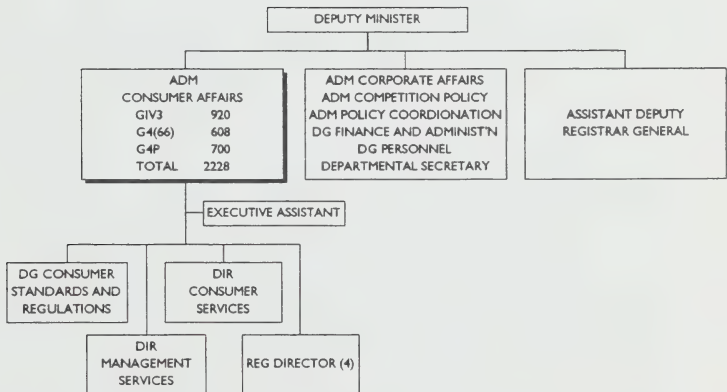 DEPUTY MINISTER
ADM
CONSUMER AFFAIRS
GIV3 920
G4(66) 608
G4P 700
TOTAL 2228
ADM CORPORATE AFFAIRS
ADM COMPETITION POLICY
ADM POLICY COORDIONATION
DG FINANCE AND ADMINIST'N
DG PERSONNEL
DEPARTMENTAL SECRETARY
ASSISTANT DEPUTY
REGISTRAR GENERAL
EXECUTIVE ASSISTANT
DG CONSUMER
STANDARDS AND
REGULATIONS
DIR
CONSUMER
SERVICES
DIR
MANAGEMENT
SERVICES
REG DIRECTOR (4)